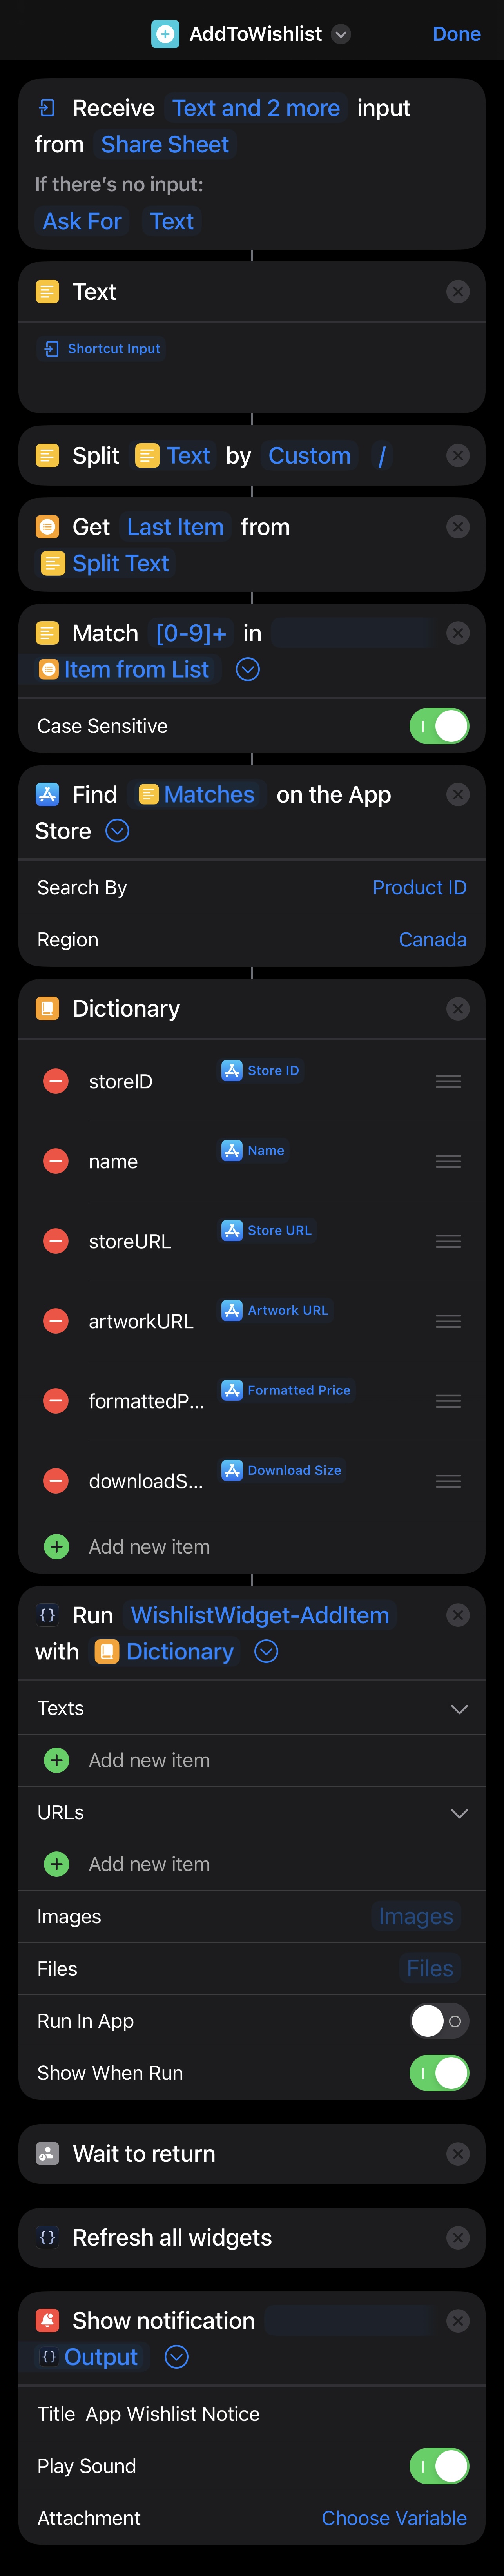 AddToWishlist
Done
Receive Text and 2 more input
from Share Sheet
If there’s no input:
Ask For Text
Text
Shortcut Input
Split Text by Custom /
Get Last Item from
Split Text
Match [0-9]+ in
Item from List
Case Sensitive
Find Matches on the App
Store
Search By Product ID
Region Canada
Dictionary
storeID Store ID
name Name
storeURL Store URL
artworkURL Artwork URL
formattedP... Formatted Price
downloadS... Download Size
Add new item
{} Run WishlistWidget-AddItem
with Dictionary
Texts
Add new item
URLs
Add new item
Images Images
Files Files
Run In App
Show When Run
Wait to return
{} Refresh all widgets
Show notification
{} Output
Title App Wishlist Notice
Play Sound
Attachment Choose Variable